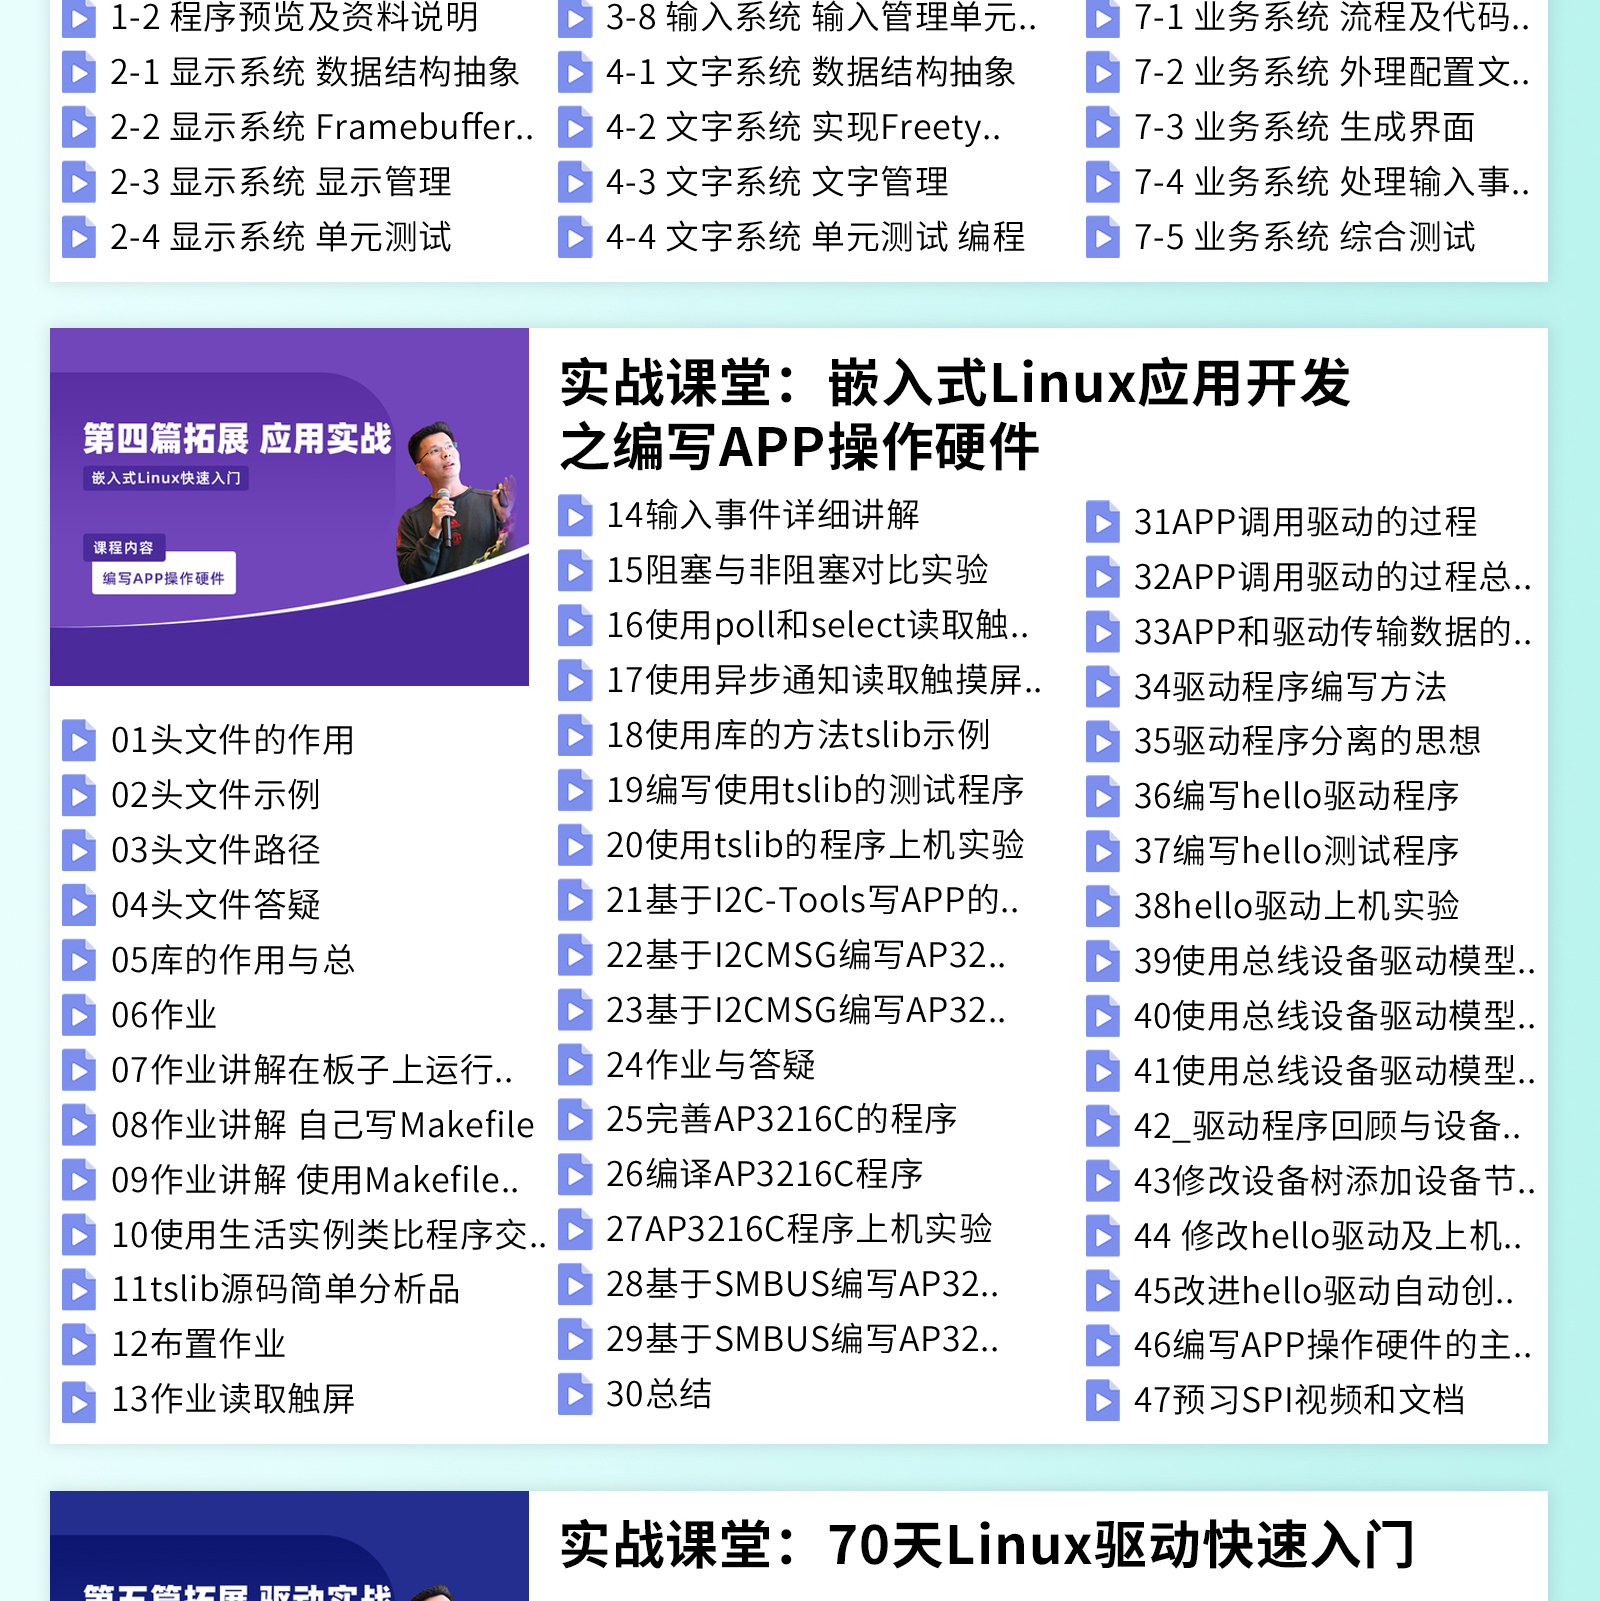 1-2 程序预览及资料说明
2-1 显示系统 数据结构抽象
2-2 显示系统 Framebuffer..
2-3 显示系统 显示管理
2-4 显示系统 单元测试
3-8 输入系统 输入管理单元..
4-1 文字系统 数据结构抽象
4-2 文字系统 实现Freety..
4-3 文字系统 文字管理
4-4 文字系统 单元测试 编程
7-1 业务系统 流程及代码..
7-2 业务系统 外理配置文..
7-3 业务系统 生成界面
7-4 业务系统 处理输入事..
7-5 业务系统 综合测试
第四篇拓展 应用实战
嵌入式Linux快速入门
课程内容
编写APP操作硬件
实战课堂：嵌入式Linux应用开发
之编写APP操作硬件
01头文件的作用
02头文件示例
03头文件路径
04头文件答疑
05库的作用与总
06作业
07作业讲解在板子上运行..
08作业讲解 自己写Makefile
09作业讲解 使用Makefile..
10使用生活实例类比程序交..
11tslib源码简单分析品
12布置作业
13作业读取触屏
14输入事件详细讲解
15阻塞与非阻塞对比实验
16使用poll和select读取触..
17使用异步通知读取触摸屏..
18使用库的方法tslib示例
19编写使用tslib的测试程序
20使用tslib的程序上机实验
21基于I2C-Tools写APP的..
22基于I2CMSG编写AP32..
23基于I2CMSG编写AP32..
24作业与答疑
25完善AP3216C的程序
26编译AP3216C程序
27AP3216C程序上机实验
28基于SMBUS编写AP32..
29基于SMBUS编写AP32..
30总结
31APP调用驱动的过程
32APP调用驱动的过程总..
33APP和驱动传输数据的..
34驱动程序编写方法
35驱动程序分离的思想
36编写hello驱动程序
37编写hello测试程序
38hello驱动上机实验
39使用总线设备驱动模型..
40使用总线设备驱动模型..
41使用总线设备驱动模型..
42_驱动程序回顾与设备..
43修改设备树添加设备节..
44 修改hello驱动及上机..
45改进hello驱动自动创..
46编写APP操作硬件的主..
47预习SPI视频和文档
第五篇拓展 驱动实战
实战课堂：70天Linux驱动快速入门